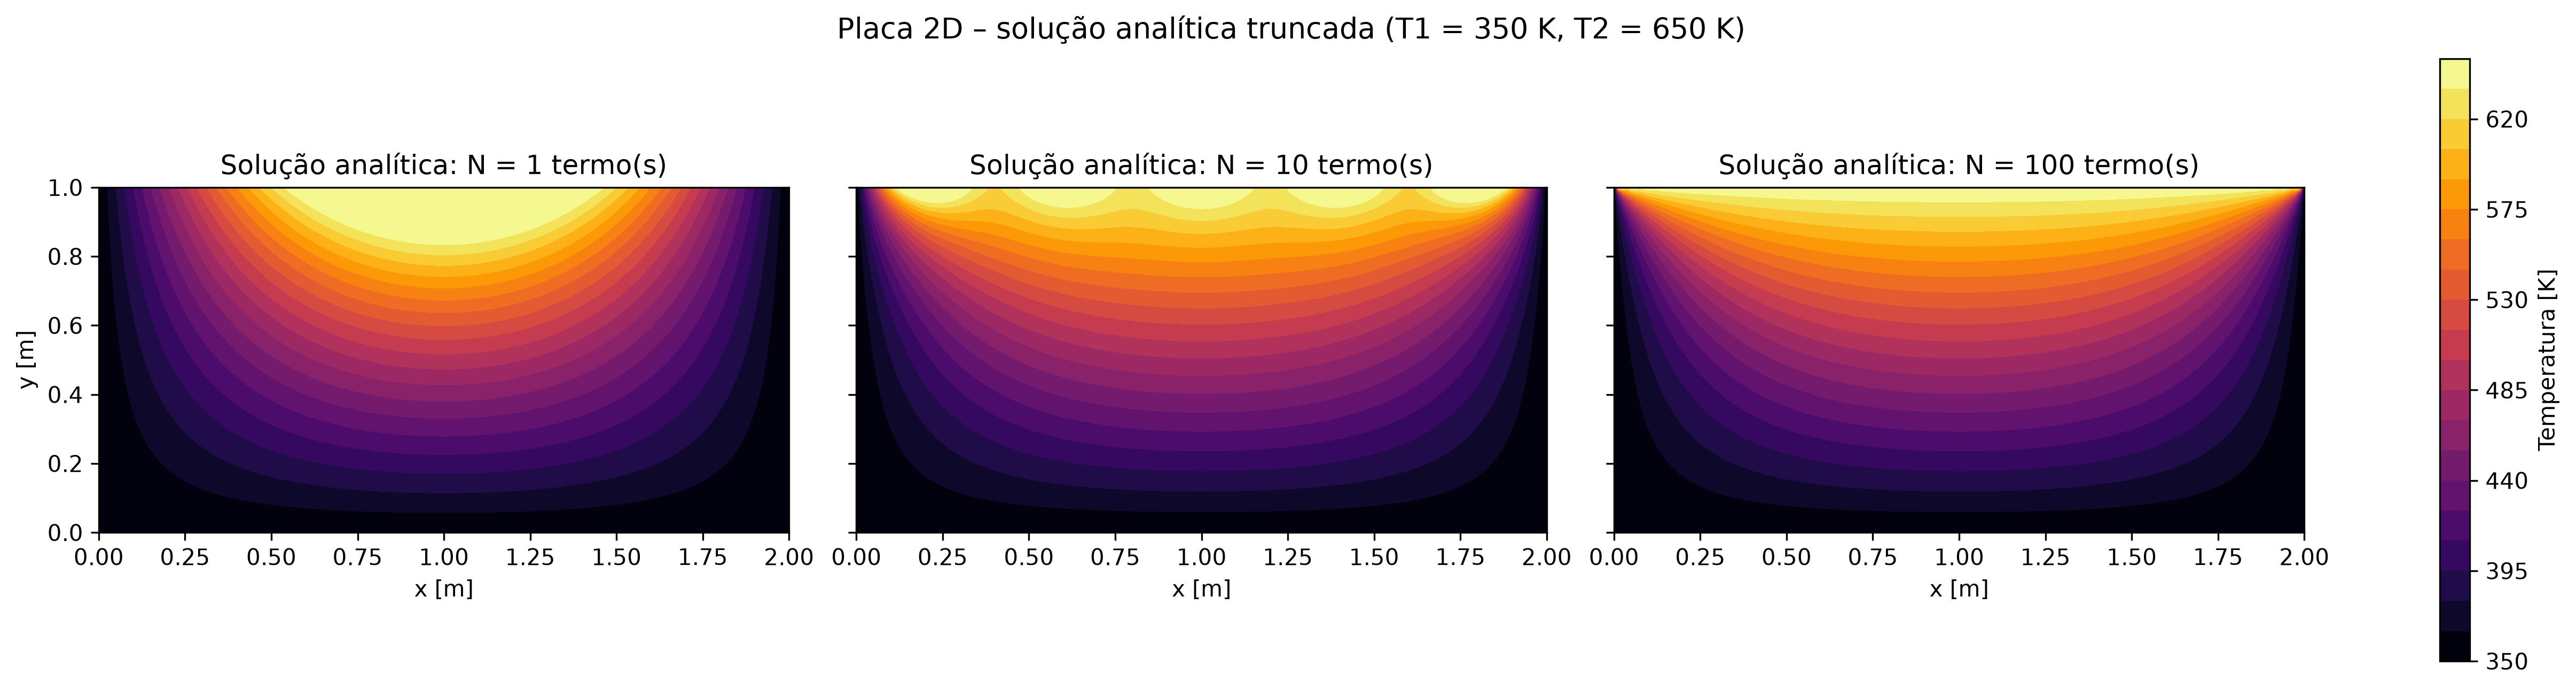 Placa 2D – solução analítica truncada (T1 = 350 K, T2 = 650 K)
Solução analítica: N = 1 termo(s)
1.0
0.8
0.6
0.4
0.2
0.0
y [m]
0.00 0.25 0.50 0.75 1.00 1.25 1.50 1.75 2.00
x [m]
Solução analítica: N = 10 termo(s)
0.00 0.25 0.50 0.75 1.00 1.25 1.50 1.75 2.00
x [m]
Solução analítica: N = 100 termo(s)
0.00 0.25 0.50 0.75 1.00 1.25 1.50 1.75 2.00
x [m]
620
575
530
485
440
395
350
Temperatura [K]